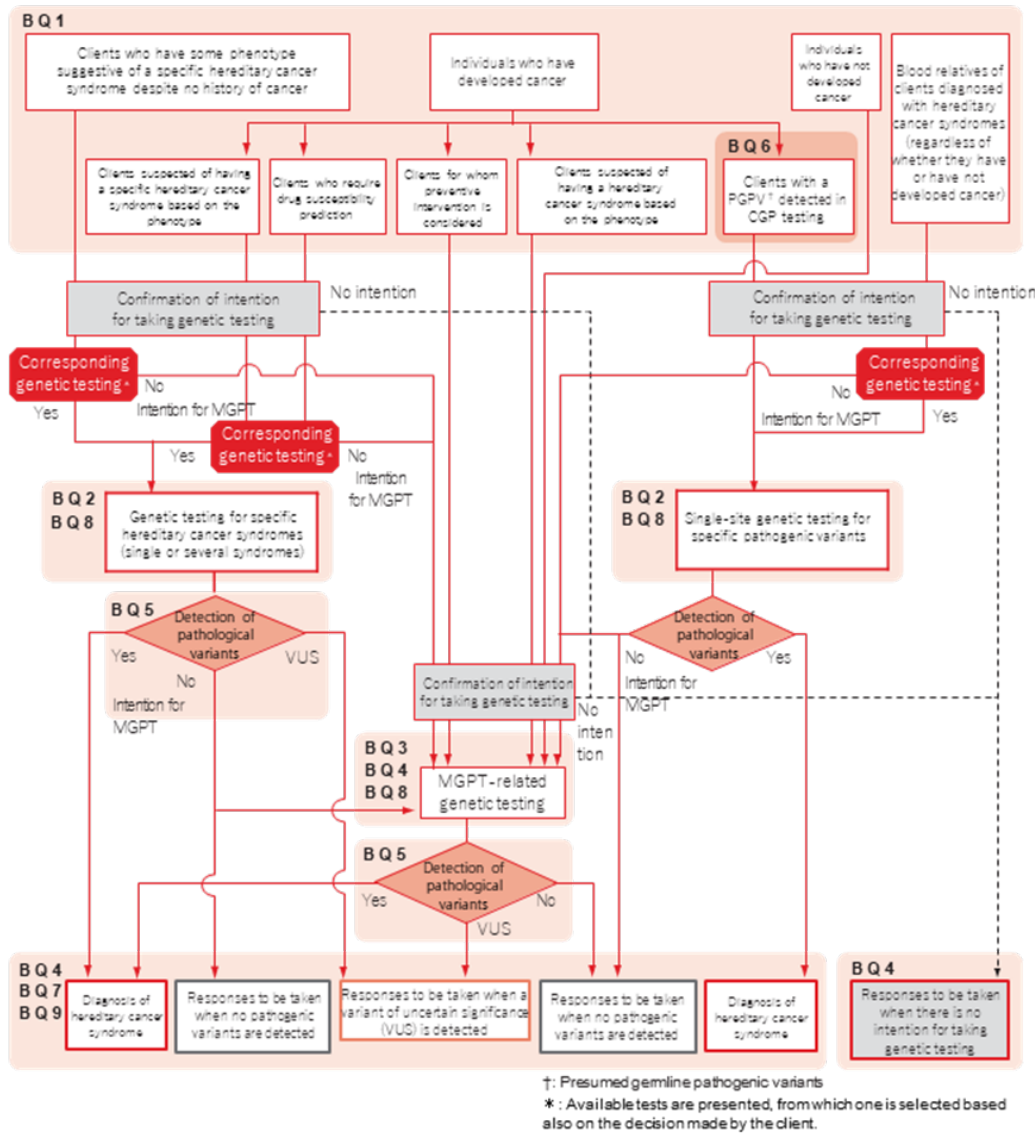 BQ1
Clients who have some phenotype
suggestive of a specific hereditary cancer
syndrome despite no history of cancer
Individuals who have
developed cancer
Individuals
who have not
developed
cancer
Blood relatives of
clients diagnosed
with hereditary
cancer syndromes
(regardless of
whether they have
or have not
developed cancer)
Clients suspected of having
a specific hereditary cancer
syndrome based on the
phenotype
Clients who require
drug susceptibility
prediction
Clients for whom
preventive
intervention is
considered
Clients suspected of
having a hereditary
cancer syndrome based
on the phenotype
BQ6
Clients with a
PGPV† detected in
CGP testing
Confirmation of intention
for taking genetic testing
No intention
Confirmation of intention
for taking genetic testing
No intention
Corresponding
genetic testing*
No
Intention for MGPT
Yes
Corresponding
genetic testing*
Yes
No
Intention
for MGPT
Corresponding
genetic testing*
No
Intention for MGPT
Yes
BQ2
BQ8
Genetic testing for specific
hereditary cancer syndromes
(single or several syndromes)
BQ2
BQ8
Single-site genetic testing for
specific pathogenic variants
BQ5
Detection of
pathological
variants
Yes
VUS
No
Intention for
MGPT
Detection of
pathological
variants
No
Yes
Intention for
MGPT
Confirmation of intention
for taking genetic testing
No
inten
tion
BQ3
BQ4
BQ8
MGPT-related
genetic testing
BQ5
Detection of
pathological
variants
Yes
No
VUS
BQ4
BQ7
BQ9
Diagnosis of
hereditary cancer
syndrome
Responses to be taken
when no pathogenic
variants are detected
Responses to be taken when a
variant of uncertain significance
(VUS) is detected
Responses to be taken
when no pathogenic
variants are detected
Diagnosis of
hereditary cancer
syndrome
BQ4
Responses to be taken
when there is no
intention for taking
genetic testing
†: Presumed germline pathogenic variants
*: Available tests are presented, from which one is selected based
also on the decision made by the client.